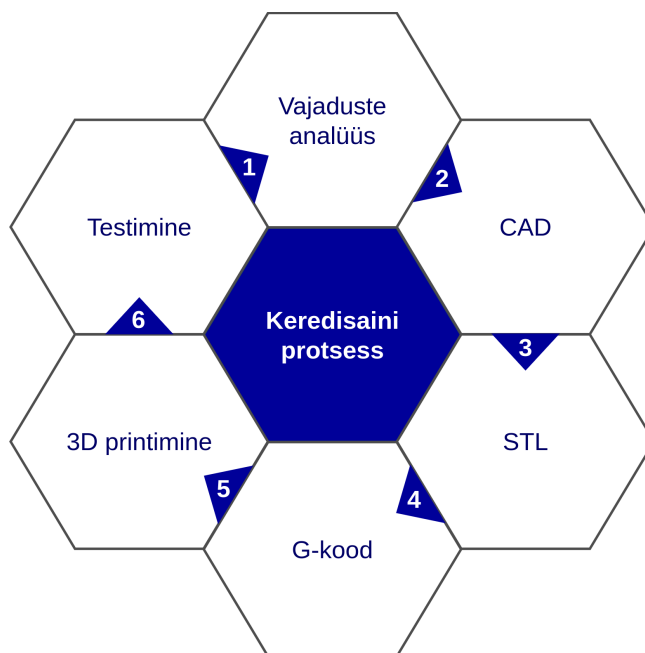 Vajaduste
analüüs
1
2
Testimine
CAD
6
Keredisaini
protsess
3
3D printimine
STL
5
4
G-kood